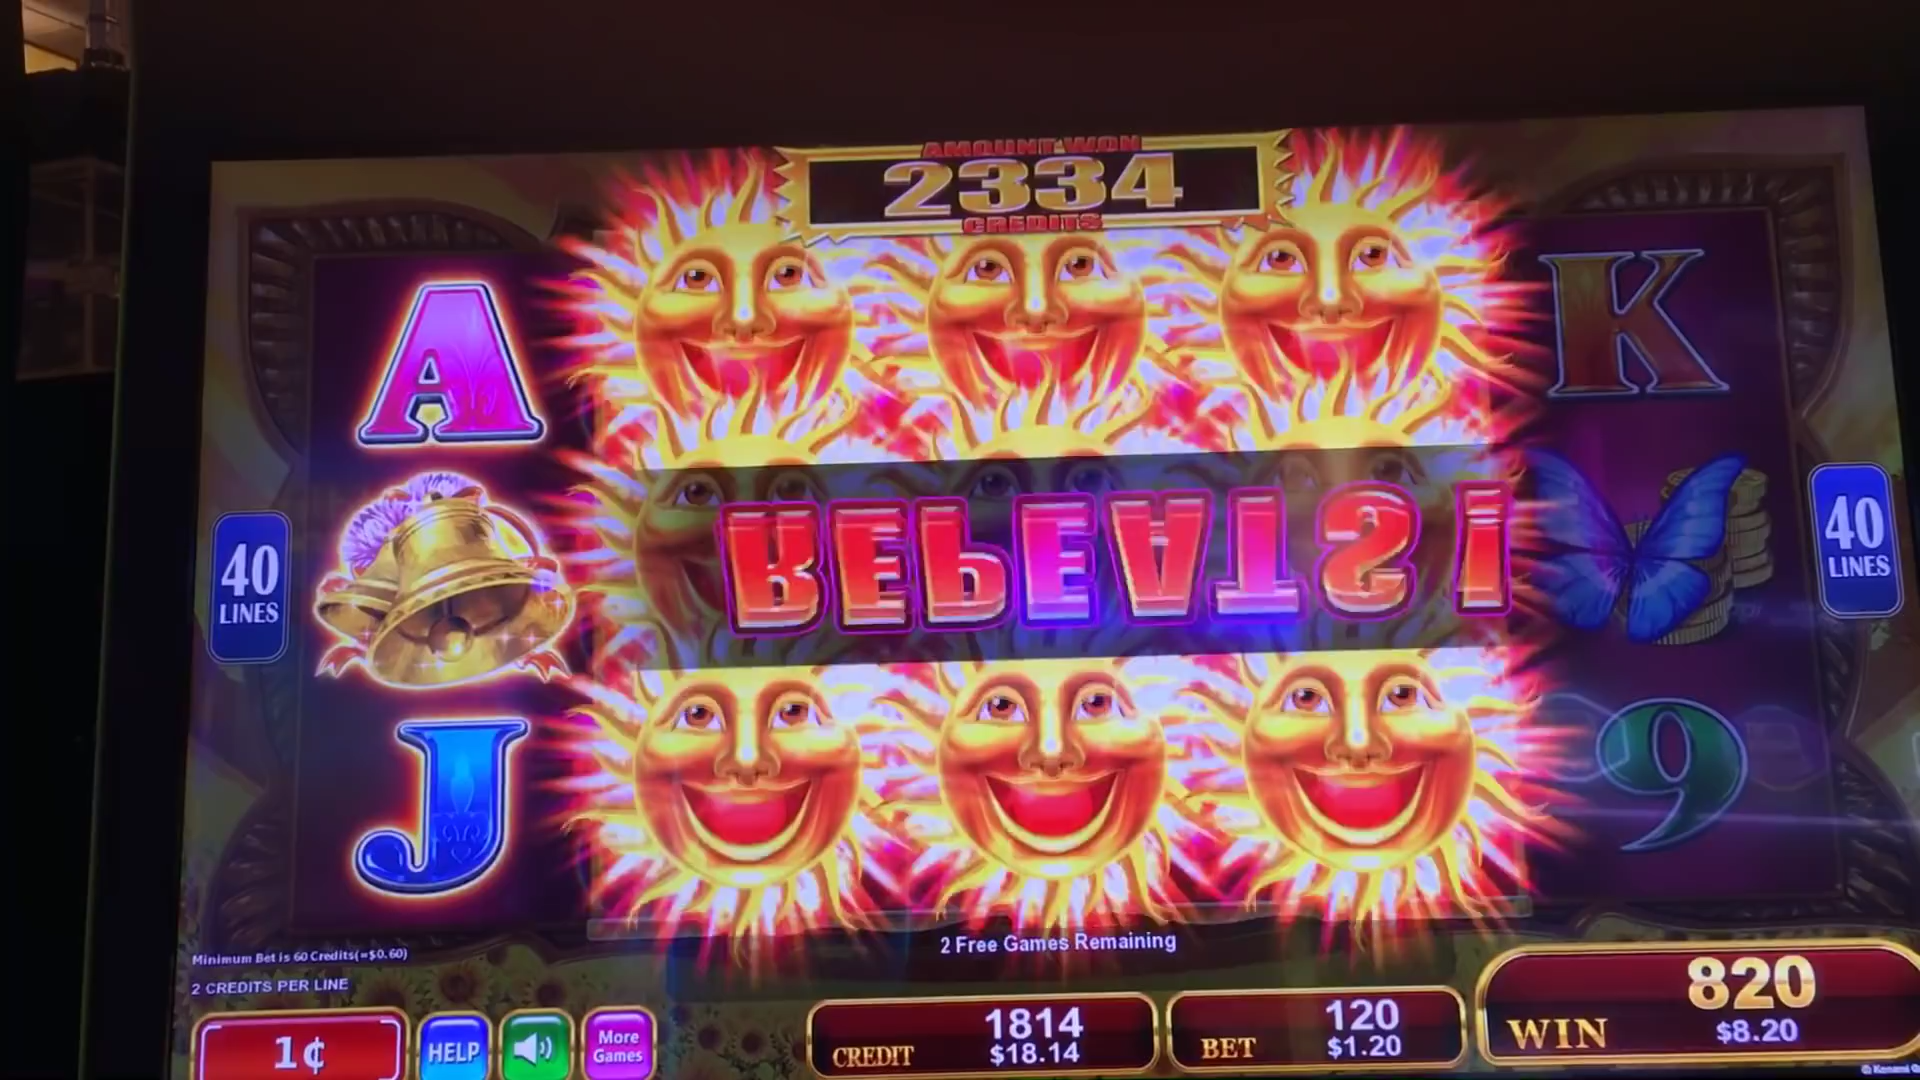 AMOUNT WON
2334
CREDITS
A
K
40
LINES
REPEATS!
40
LINES
J
9
2 Free Games Remaining
Minimum Bet is 60 Credits(=$0.60)
2 CREDITS PER LINE
1¢
HELP
More
Games
CREDIT
1814
$18.14
BET
120
$1.20
WIN
820
$8.20
© Konami